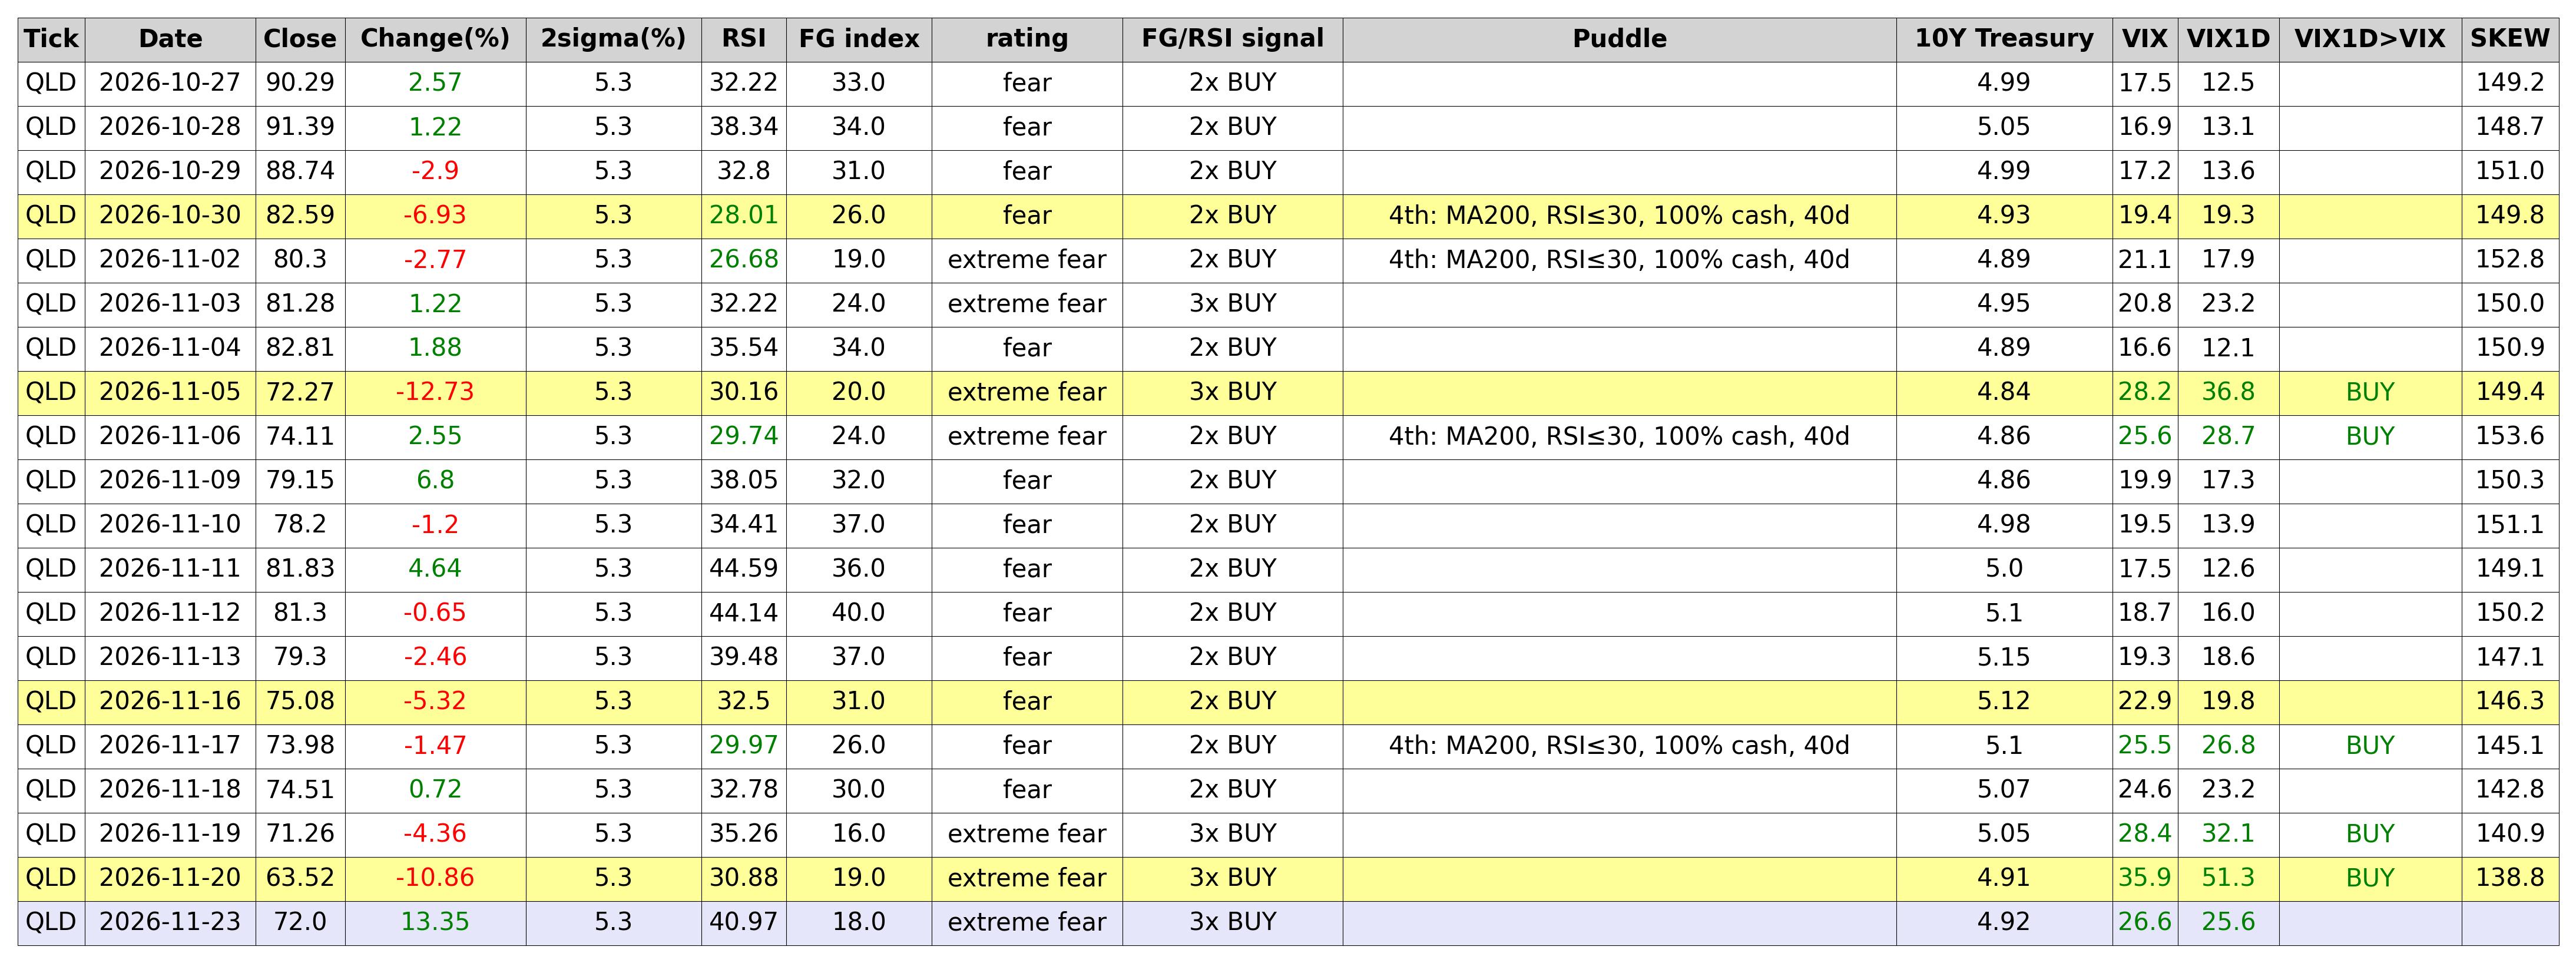 Tick Date Close Change(%) 2sigma(%) RSI FG index rating FG/RSI signal Puddle 10Y Treasury VIX VIX1D VIX1D>VIX SKEW
QLD 2026-10-27 90.29 2.57 5.3 32.22 33.0 fear 2x BUY 4.99 17.5 12.5 149.2
QLD 2026-10-28 91.39 1.22 5.3 38.34 34.0 fear 2x BUY 5.05 16.9 13.1 148.7
QLD 2026-10-29 88.74 -2.9 5.3 32.8 31.0 fear 2x BUY 4.99 17.2 13.6 151.0
QLD 2026-10-30 82.59 -6.93 5.3 28.01 26.0 fear 2x BUY 4th: MA200, RSI≤30, 100% cash, 40d 4.93 19.4 19.3 149.8
QLD 2026-11-02 80.3 -2.77 5.3 26.68 19.0 extreme fear 2x BUY 4th: MA200, RSI≤30, 100% cash, 40d 4.89 21.1 17.9 152.8
QLD 2026-11-03 81.28 1.22 5.3 32.22 24.0 extreme fear 3x BUY 4.95 20.8 23.2 150.0
QLD 2026-11-04 82.81 1.88 5.3 35.54 34.0 fear 2x BUY 4.89 16.6 12.1 150.9
QLD 2026-11-05 72.27 -12.73 5.3 30.16 20.0 extreme fear 3x BUY 4.84 28.2 36.8 BUY 149.4
QLD 2026-11-06 74.11 2.55 5.3 29.74 24.0 extreme fear 2x BUY 4th: MA200, RSI≤30, 100% cash, 40d 4.86 25.6 28.7 BUY 153.6
QLD 2026-11-09 79.15 6.8 5.3 38.05 32.0 fear 2x BUY 4.86 19.9 17.3 150.3
QLD 2026-11-10 78.2 -1.2 5.3 34.41 37.0 fear 2x BUY 4.98 19.5 13.9 151.1
QLD 2026-11-11 81.83 4.64 5.3 44.59 36.0 fear 2x BUY 5.0 17.5 12.6 149.1
QLD 2026-11-12 81.3 -0.65 5.3 44.14 40.0 fear 2x BUY 5.1 18.7 16.0 150.2
QLD 2026-11-13 79.3 -2.46 5.3 39.48 37.0 fear 2x BUY 5.15 19.3 18.6 147.1
QLD 2026-11-16 75.08 -5.32 5.3 32.5 31.0 fear 2x BUY 5.12 22.9 19.8 146.3
QLD 2026-11-17 73.98 -1.47 5.3 29.97 26.0 fear 2x BUY 4th: MA200, RSI≤30, 100% cash, 40d 5.1 25.5 26.8 BUY 145.1
QLD 2026-11-18 74.51 0.72 5.3 32.78 30.0 fear 2x BUY 5.07 24.6 23.2 142.8
QLD 2026-11-19 71.26 -4.36 5.3 35.26 16.0 extreme fear 3x BUY 5.05 28.4 32.1 BUY 140.9
QLD 2026-11-20 63.52 -10.86 5.3 30.88 19.0 extreme fear 3x BUY 4.91 35.9 51.3 BUY 138.8
QLD 2026-11-23 72.0 13.35 5.3 40.97 18.0 extreme fear 3x BUY 4.92 26.6 25.6